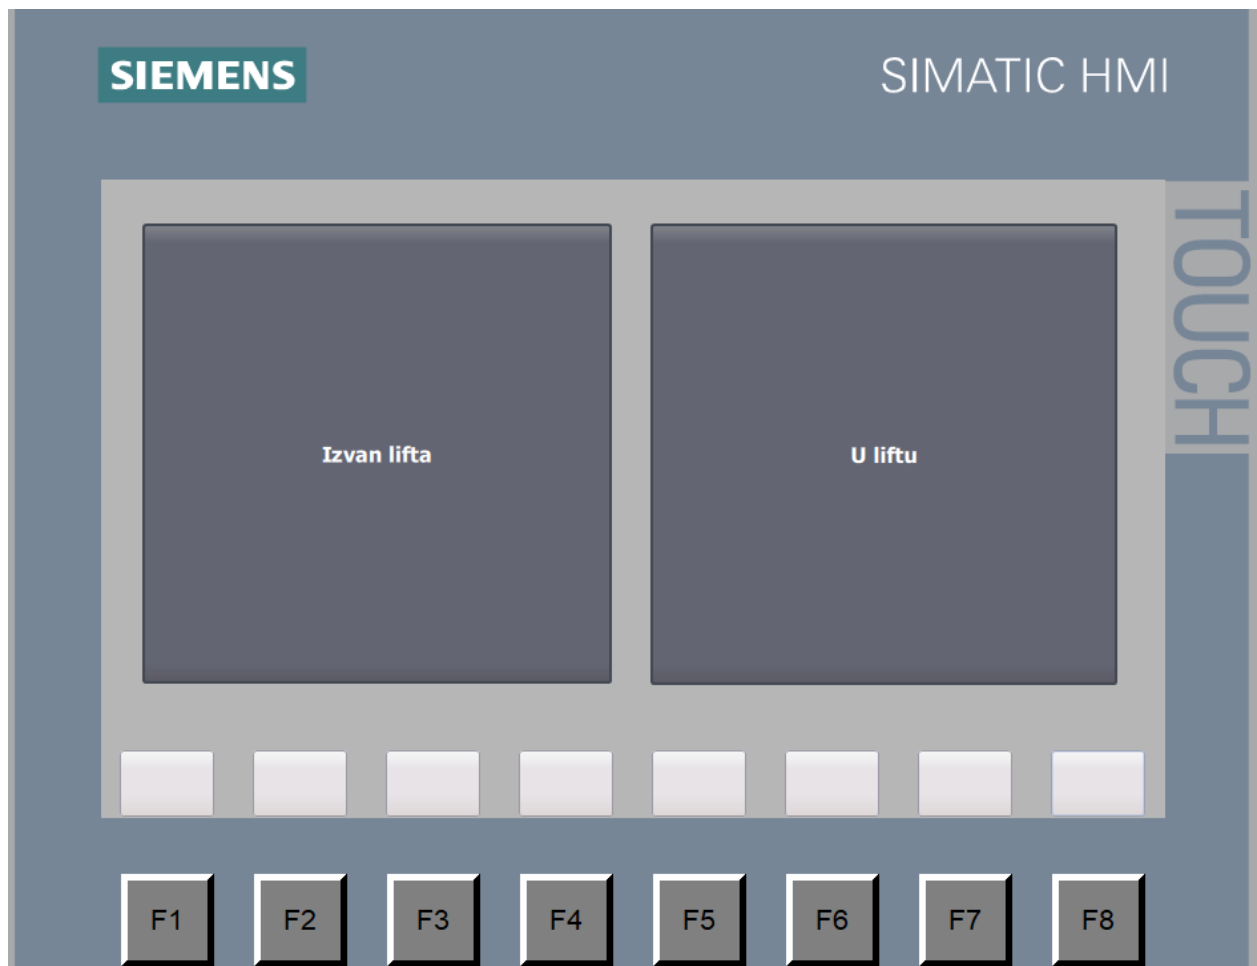 SIEMENS
SIMATIC HMI
TOUCH
Izvan lifta
U liftu
F1
F2
F3
F4
F5
F6
F7
F8